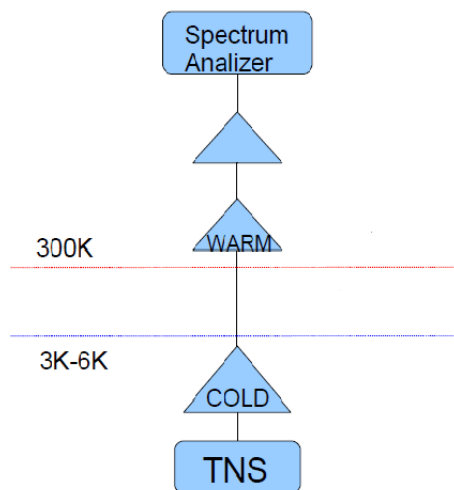 Spectrum
Analizer
WARM
300K
3K-6K
COLD
TNS